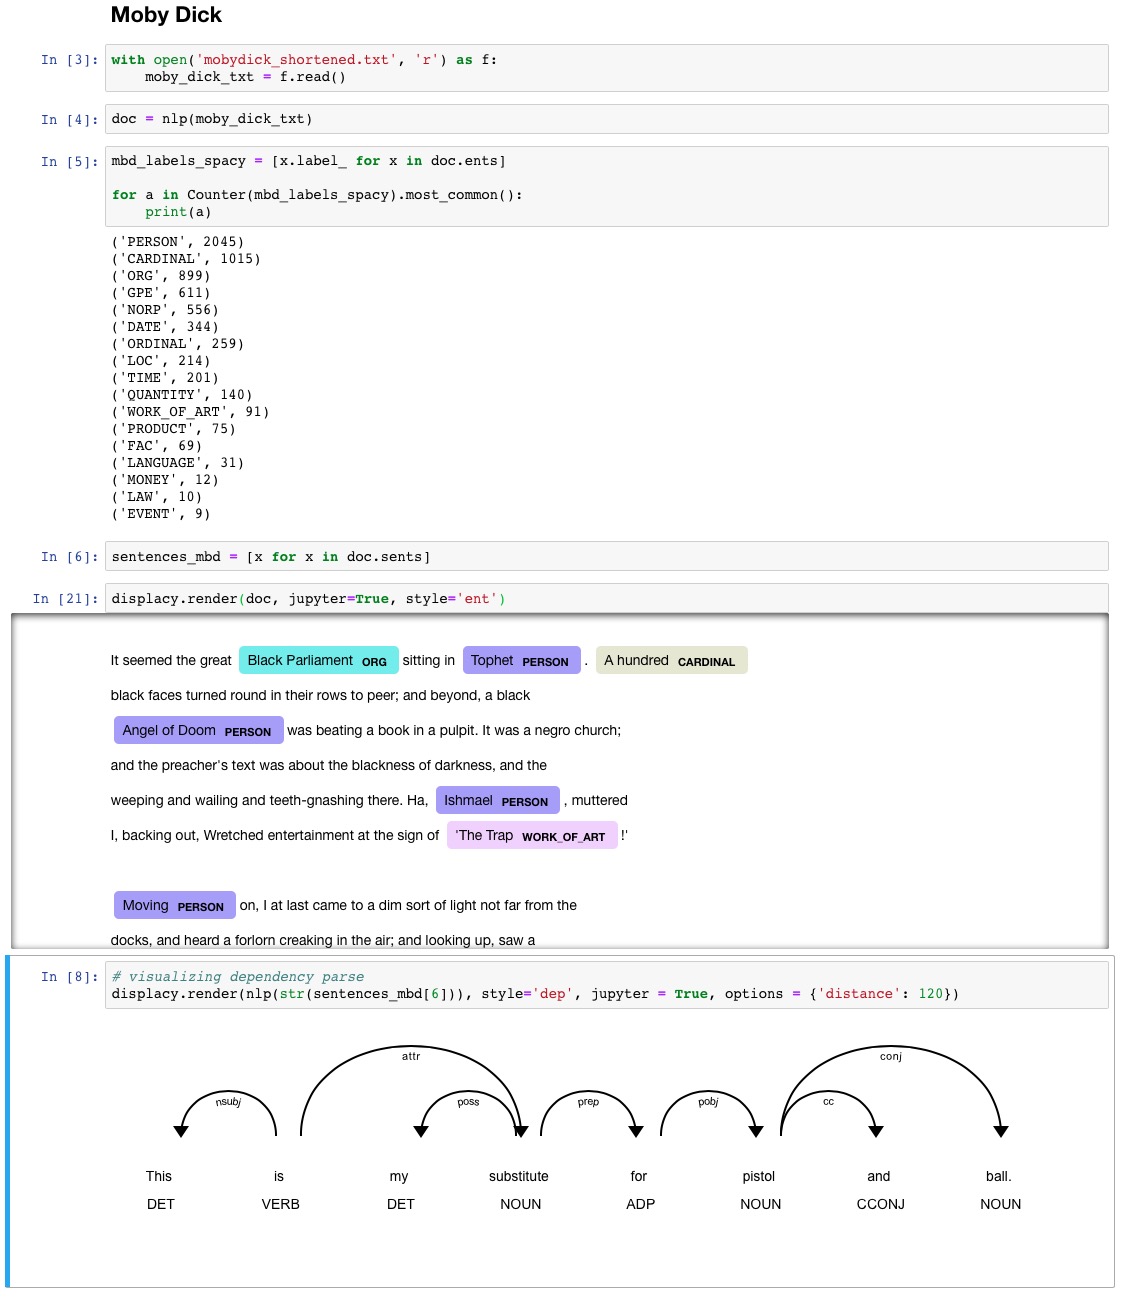 Moby Dick
In [3]: with open('mobydick_shortened.txt', 'r') as f:
    moby_dick_txt = f.read()
In [4]: doc = nlp(moby_dick_txt)
In [5]: mbd_labels_spacy = [x.label_ for x in doc.ents]
for a in Counter(mbd_labels_spacy).most_common():
    print(a)
('PERSON', 2045)
('CARDINAL', 1015)
('ORG', 899)
('GPE', 611)
('NORP', 556)
('DATE', 344)
('ORDINAL', 259)
('LOC', 214)
('TIME', 201)
('QUANTITY', 140)
('WORK_OF_ART', 91)
('PRODUCT', 75)
('FAC', 69)
('LANGUAGE', 31)
('MONEY', 12)
('LAW', 10)
('EVENT', 9)
In [6]: sentences_mbd = [x for x in doc.sents]
In [21]: displacy.render(doc, jupyter=True, style='ent')
It seemed the great Black Parliament ORG sitting in Tophet PERSON . A hundred CARDINAL
black faces turned round in their rows to peer; and beyond, a black
Angel of Doom PERSON was beating a book in a pulpit. It was a negro church;
and the preacher's text was about the blackness of darkness, and the
weeping and wailing and teeth-gnashing there. Ha, Ishmael PERSON , muttered
I, backing out, Wretched entertainment at the sign of 'The Trap WORK_OF_ART !'
Moving PERSON on, I at last came to a dim sort of light not far from the
docks, and heard a forlorn creaking in the air; and looking up, saw a
In [8]: # visualizing dependency parse
displacy.render(nlp(str(sentences_mbd[6])), style='dep', jupyter = True, options = {'distance': 120})
attr conj
nsubj poss prep pobj cc
This is my substitute for pistol and ball.
DET VERB DET NOUN ADP NOUN CCONJ NOUN